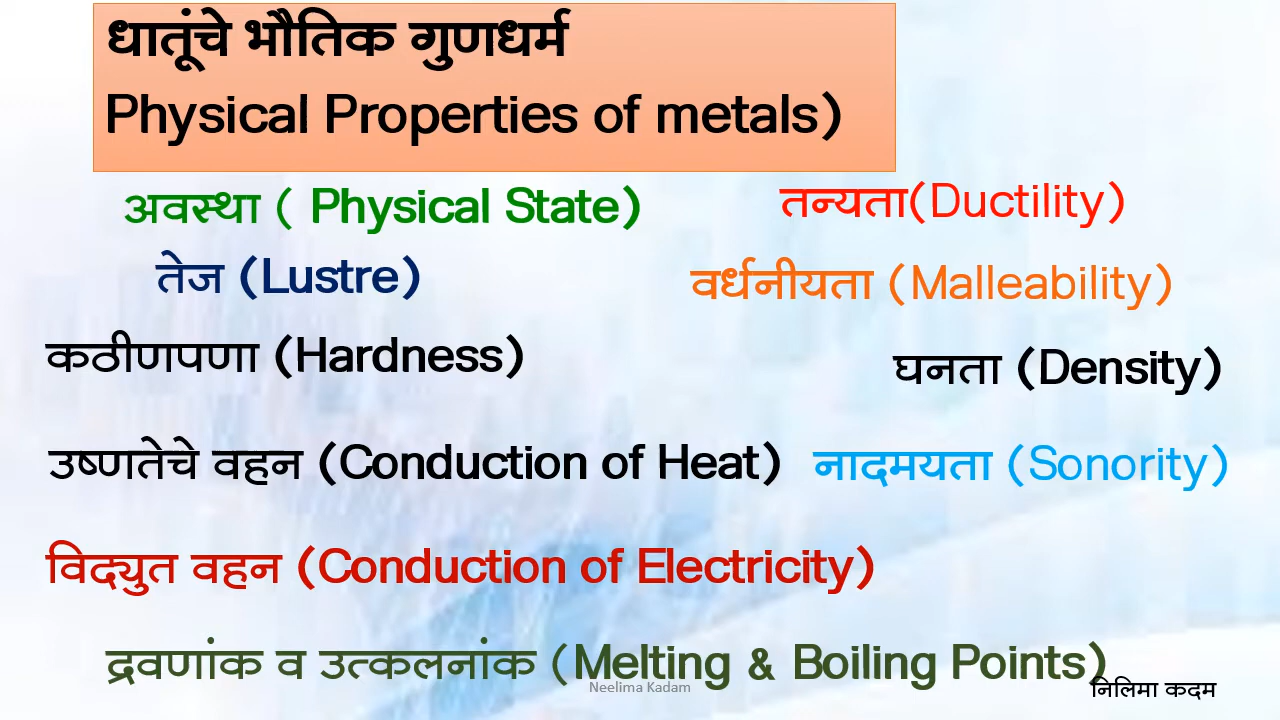 धातूंचे भौतिक गुणधर्म
Physical Properties of metals)
अवस्था ( Physical State)
तन्यता(Ductility)
तेज (Lustre)
वर्धनीयता (Malleability)
कठीणपणा (Hardness)
घनता (Density)
उष्णतेचे वहन (Conduction of Heat)
नादमयता (Sonority)
विद्युत वहन (Conduction of Electricity)
द्रवणांक व उत्कलनांक (Melting & Boiling Points)
Neelima Kadam
निलिमा कदम